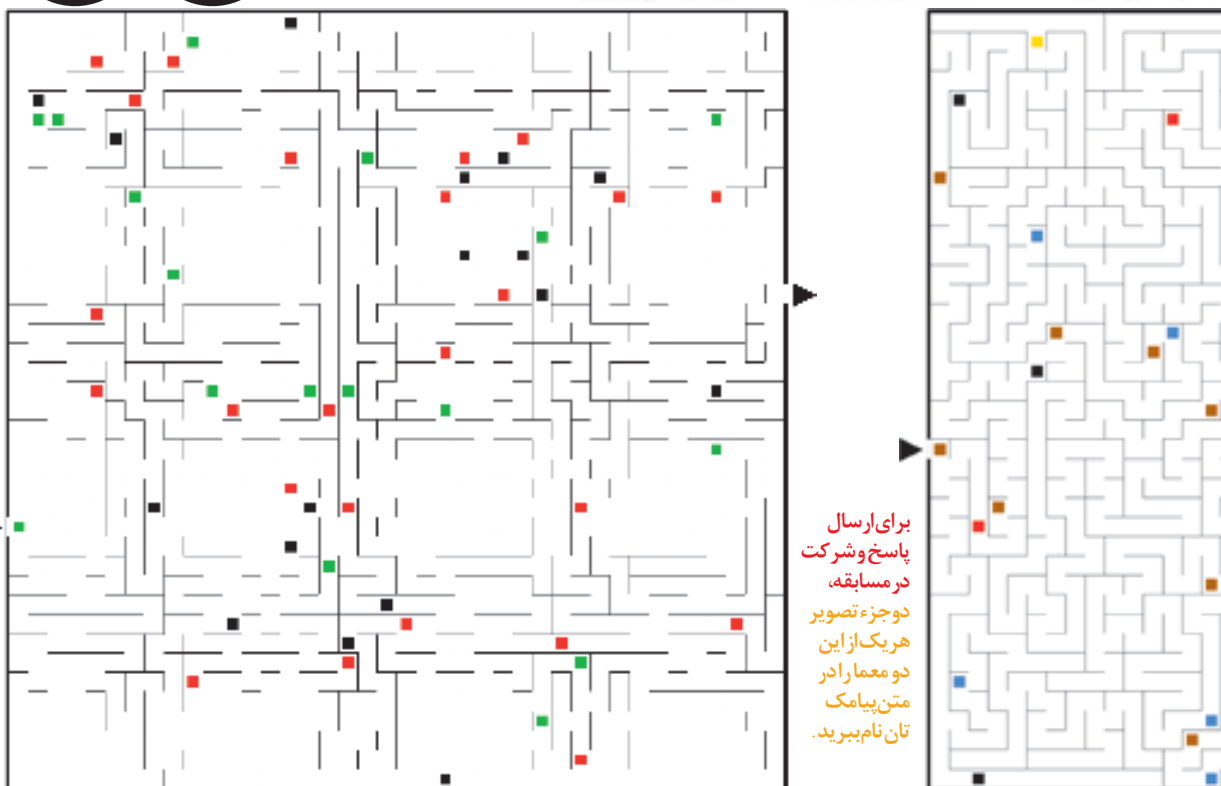 برای ارسال
پاسخ و شرکت
در مسابقه،
دو جزء تصویر
هر یک از این
دو معما را در
متن پیامک
تان نام ببرید.